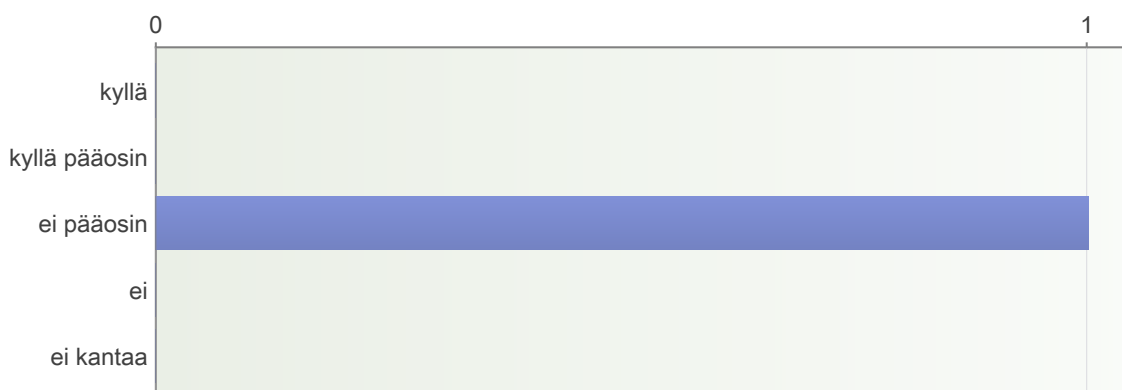 0 1
kyllä
kyllä pääosin
ei pääosin
ei
ei kantaa